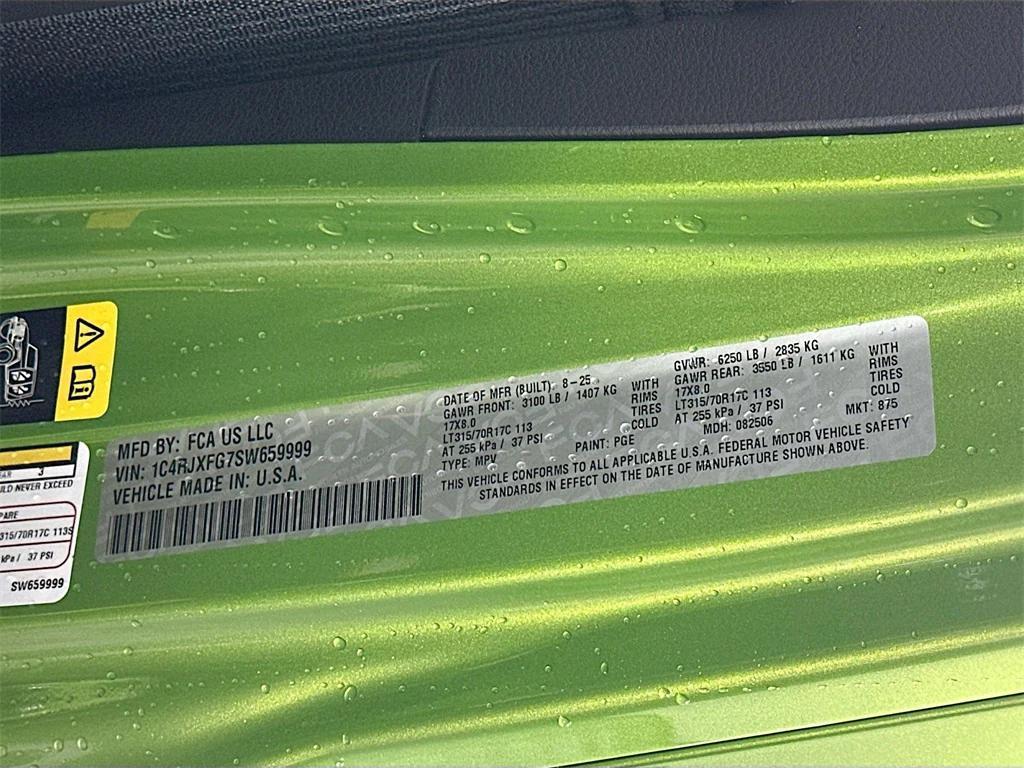 MFD BY: FCA US LLC
VIN: 1C4RJXFG7SW659999
VEHICLE MADE IN: U.S.A.
DATE OF MFR (BUILT), 8-25
GAWR FRONT: 3100 LB / 1407 KG WITH
17X8.0 RIMS
LT315/70R17C 113 TIRES
AT 255 kPa / 37 PSI COLD
TYPE: MPV
PAINT: PGE
GVWR: 6250 LB / 2835 KG
GAWR REAR: 3550 LB / 1611 KG WITH
17X8.0 RIMS
LT315/70R17C 113 TIRES
AT 255 kPa / 37 PSI COLD
MDH: 082506 MKT: 875
THIS VEHICLE CONFORMS TO ALL APPLICABLE U.S.A. FEDERAL MOTOR VEHICLE SAFETY
STANDARDS IN EFFECT ON THE DATE OF MANUFACTURE SHOWN ABOVE.
3
NEVER EXCEED
315/70R17C 113S
kPa / 37 PSI
SW659999